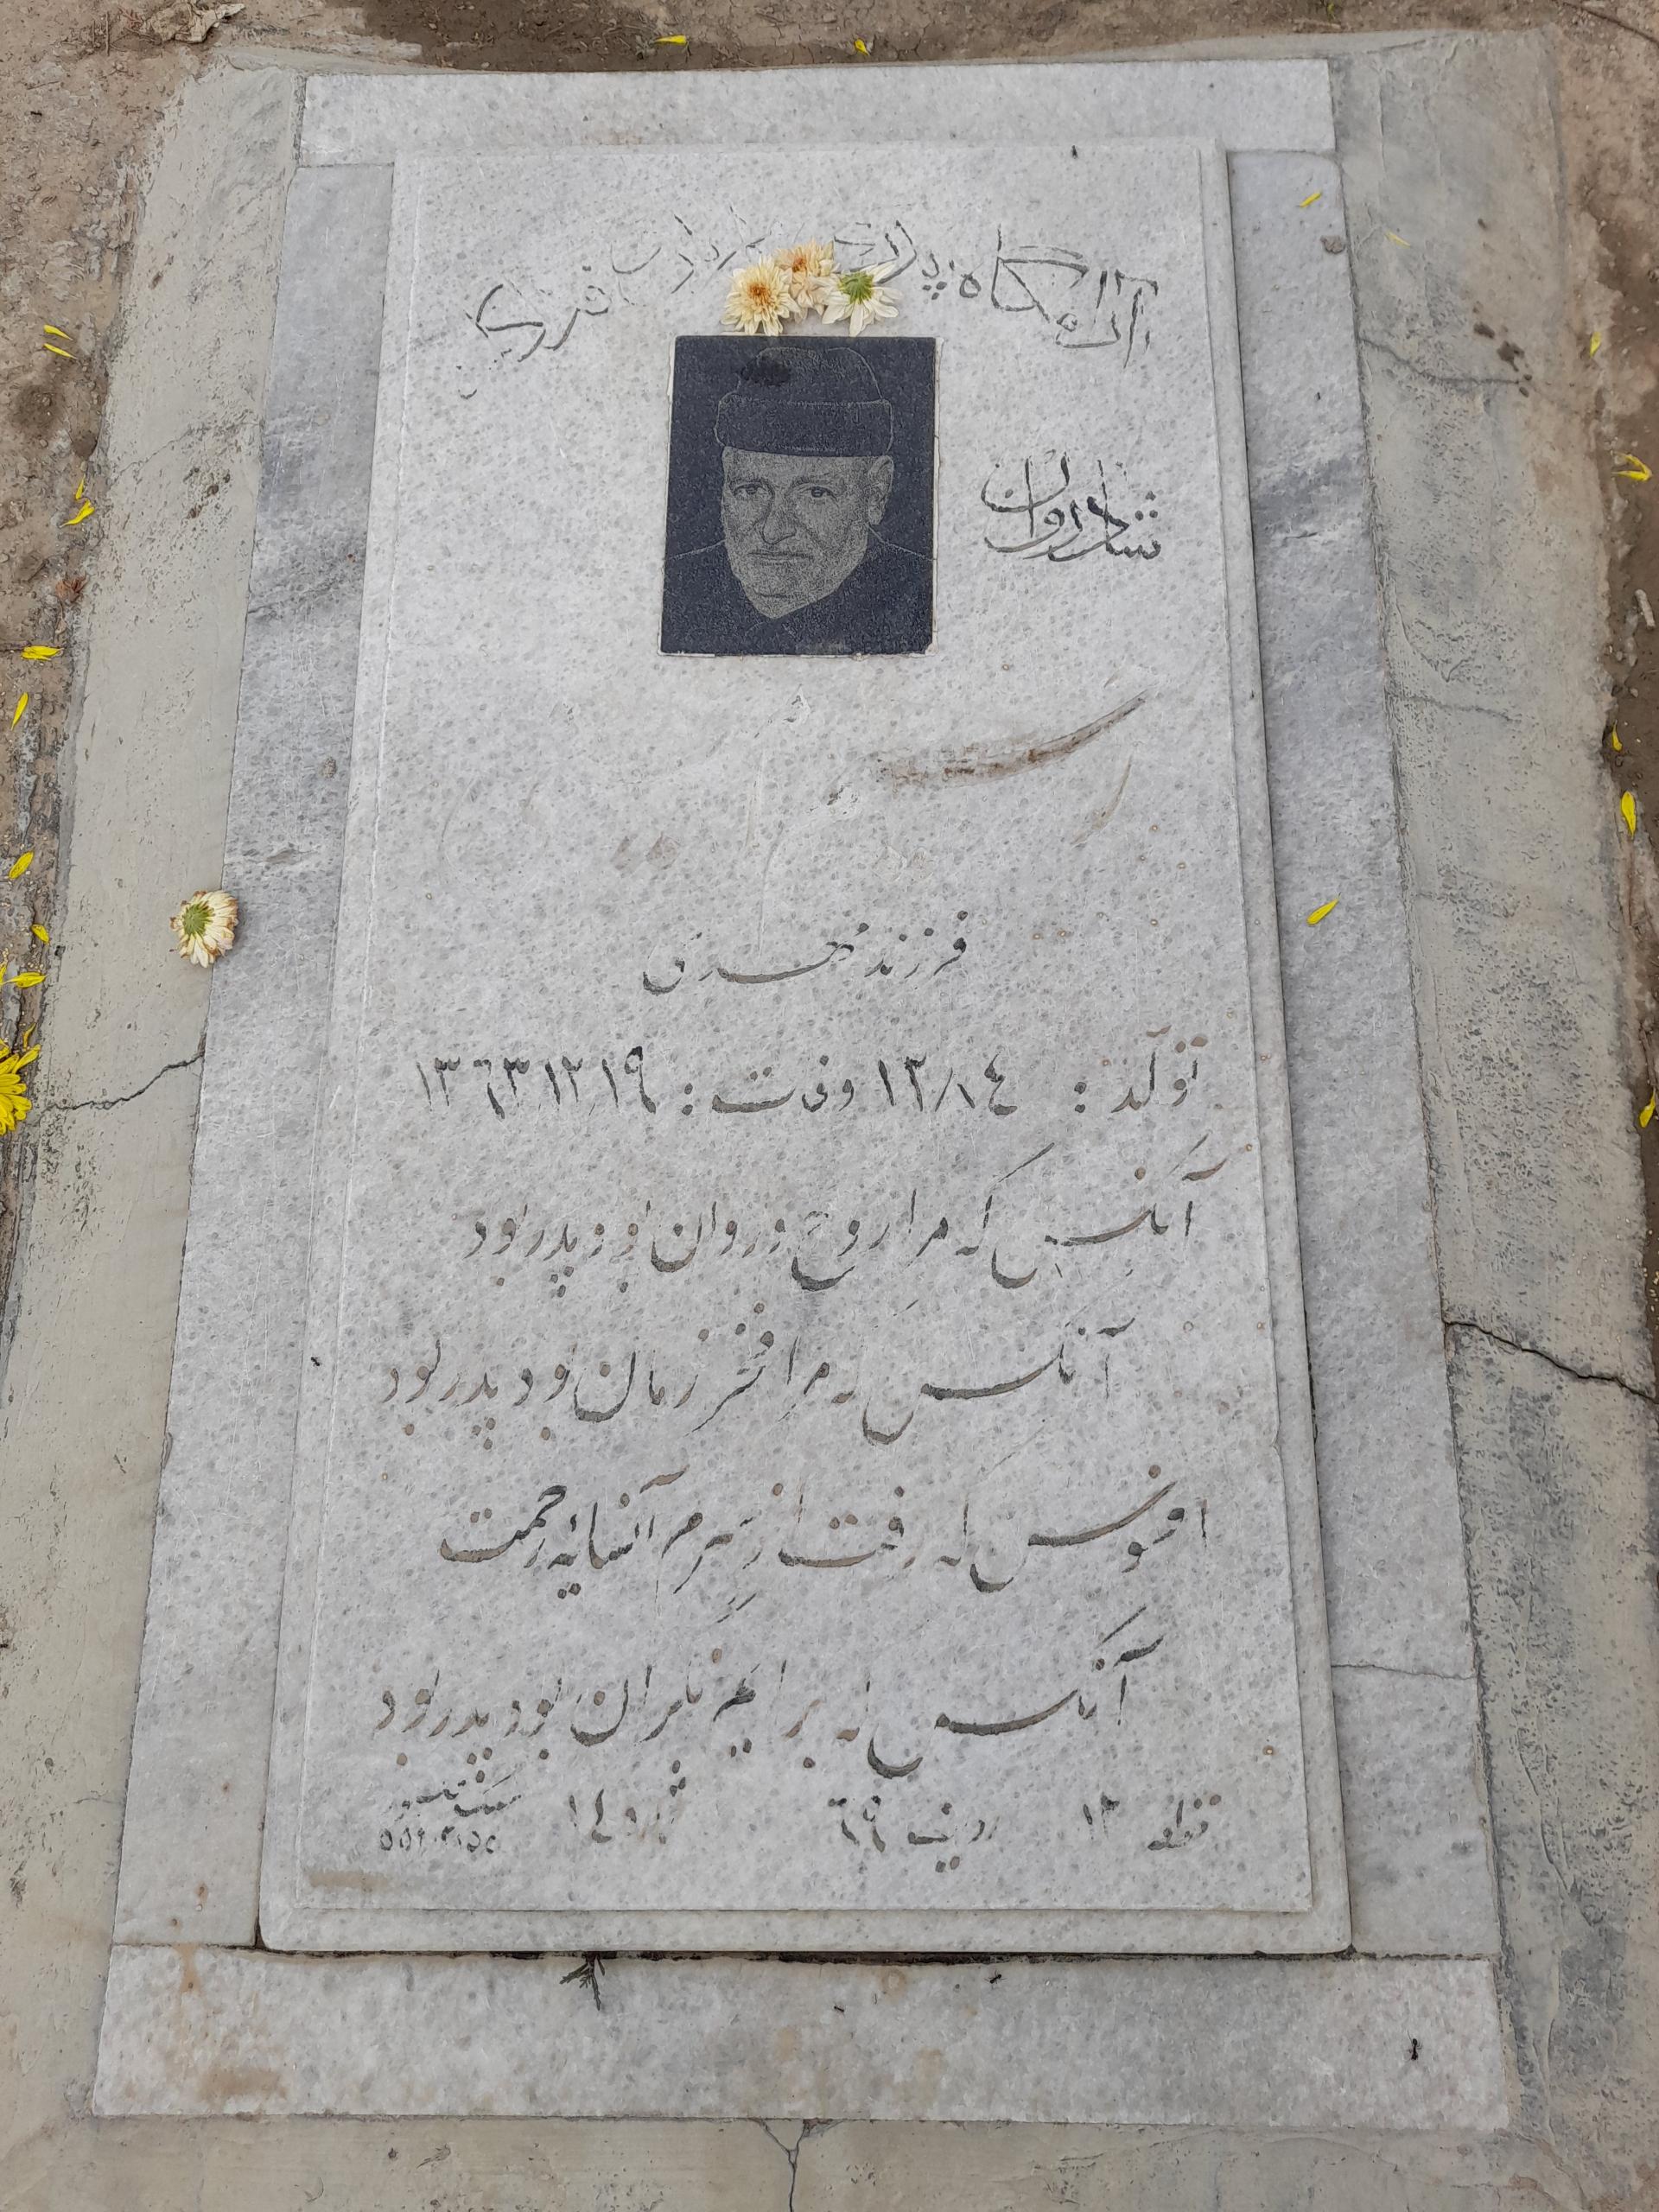 آرامگاه پدری
شادروان
فرزند مهدی
تولد : ۱۲۸۴ وفات : ۱۳۶۳،۱۲،۱۹
آنکس که مرا روح و روان بود پدر بود
آنکس که مرا فخر زمان بود پدر بود
افسوس که رفت از سرم آن سایه رحمت
آنکس که برایم نگران بود پدر بود
قطعه ۱۲ ردیف ۶۹ شماره ۱۴